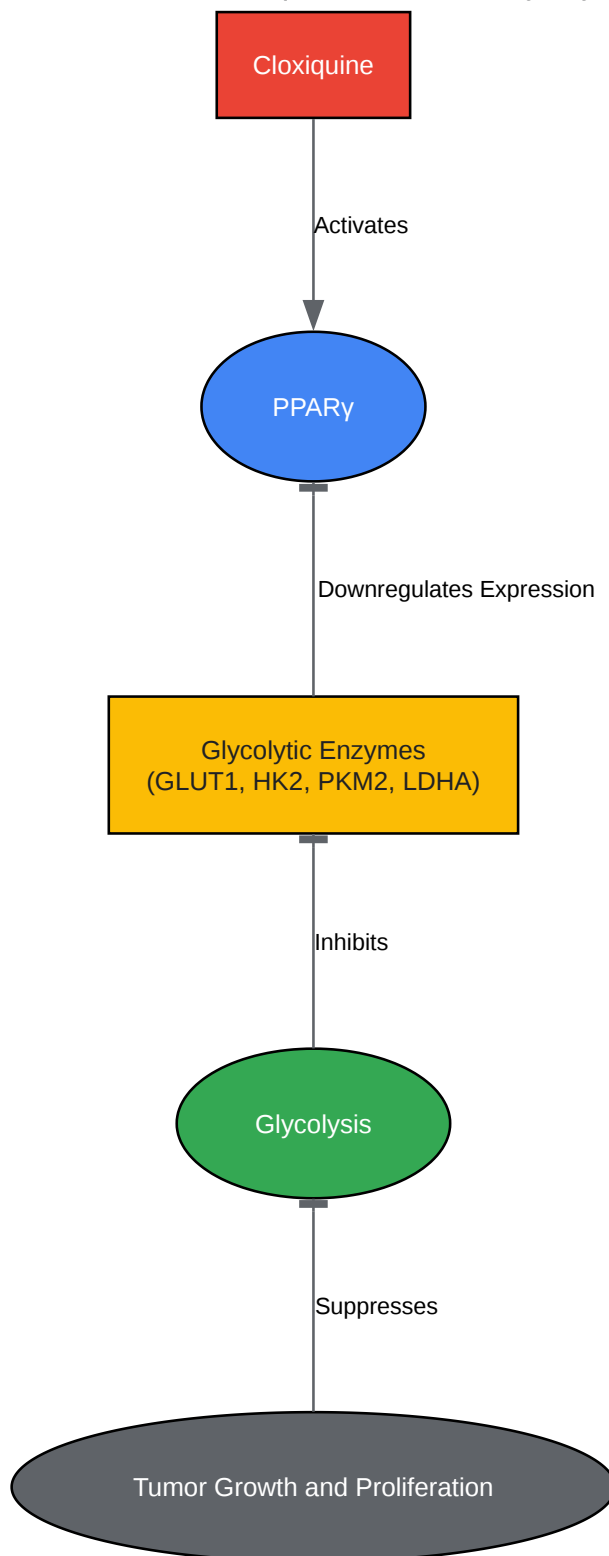 Cloxiquine
Activates
PPARγ
Downregulates Expression
Glycolytic Enzymes
(GLUT1, HK2, PKM2, LDHA)
Inhibits
Glycolysis
Suppresses
Tumor Growth and Proliferation